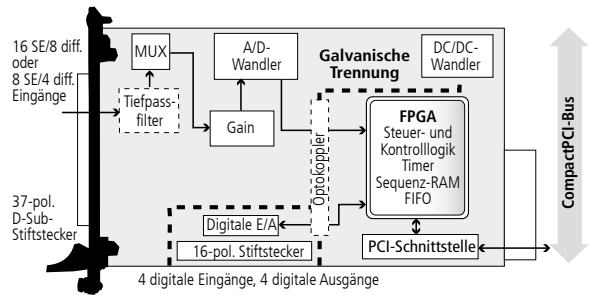 16 SE/8 diff.
oder
8 SE/4 diff.
Eingänge
MUX
A/D-
Wandler
Galvanische
Trennung
DC/DC-
Wandler
Tiefpass-
filter
Gain
Optokoppler
FPGA
Steuer- und
Kontrolllogik
Timer
Sequenz-RAM
FIFO
CompactPCI-Bus
37-pol.
D-Sub-
Stiftstecker
Digitale E/A
16-pol. Stiftstecker
PCI-Schnittstelle
4 digitale Eingänge, 4 digitale Ausgänge